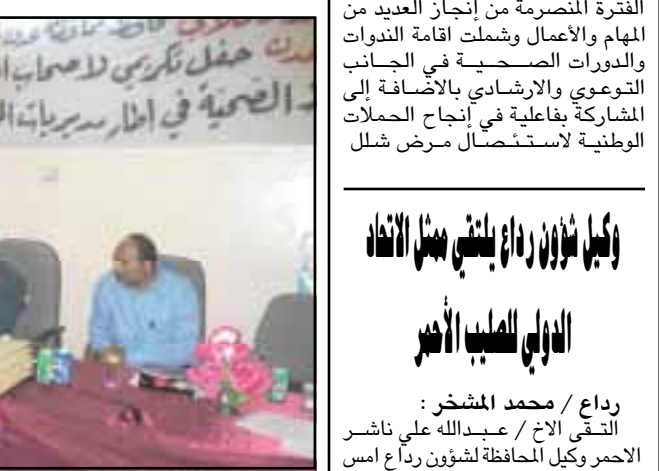 الفترة المنصرمة من إنجاز العديد من
المهام والأعمال وشملت اقامة الندوات
والدورات الصحية في الجانب
التوعوي والارشادي بالاضافة إلى
المشاركة بفاعلية في إنجاح الحملات
الوطنية لاستئصال مرض شلل
وكيل شؤون رداع يلتقي ممثل الاتحاد
الدولي للصليب الأحمر
رداع / محمد المشخر :
التقى الاخ / عبدالله علي ناشر
الاحمر وكيل المحافظة لشؤون رداع امس
حفل تكريمي لاصحاب
الصحية في اطار مديريات